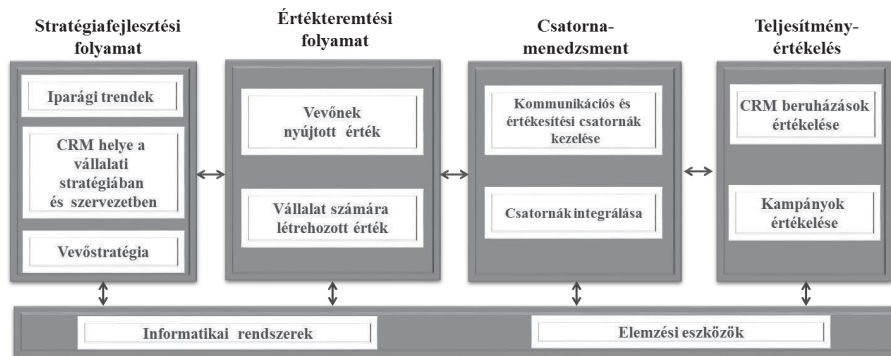 Stratégiafejlesztési
folyamat
Iparági trendek
CRM helye a
vállalati
stratégiában
és szervezetben
Vevőstratégia
Értékteremtési
folyamat
Vevőnek
nyújtott érték
Vállalat számára
létrehozott érték
Csatorna-
menedzsment
Kommunikációs és
értékesítési csatornák
kezelése
Csatornák integrálása
Teljesítmény-
értékelés
CRM beruházások
értékelése
Kampányok
értékelése
Informatikai rendszerek
Elemzési eszközök